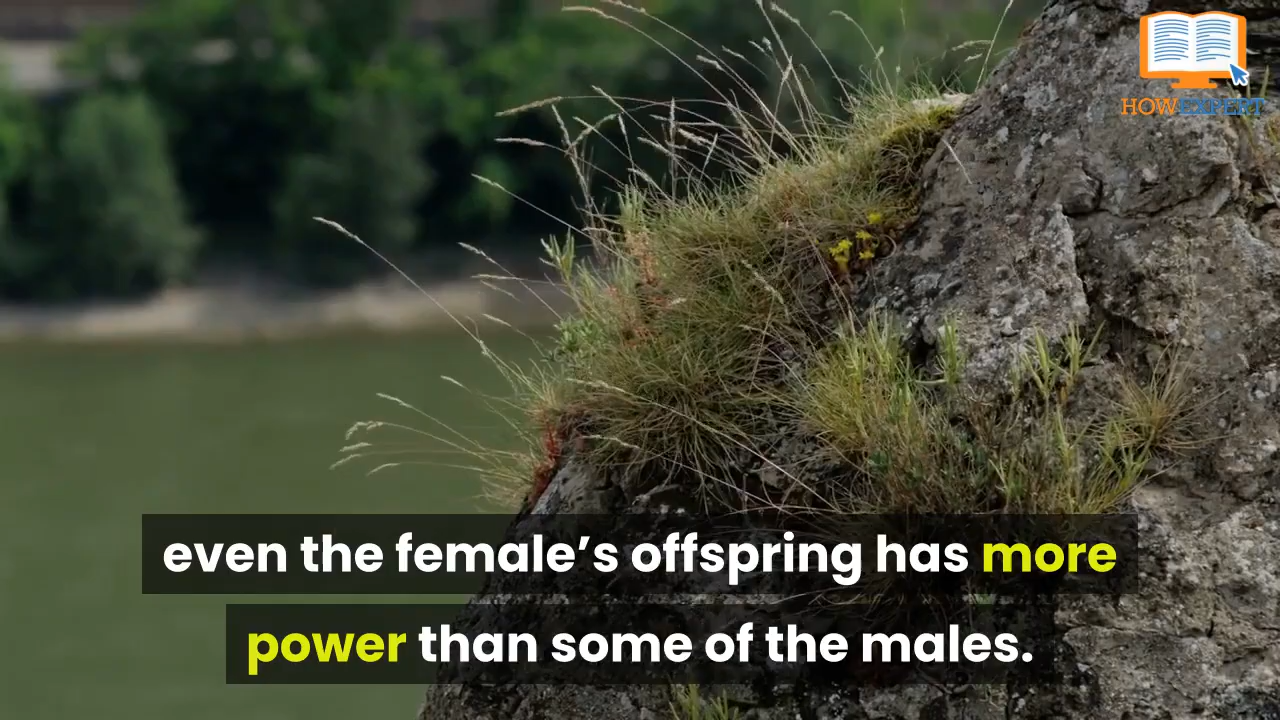 HOWEXPERT
even the female’s offspring has more
power than some of the males.